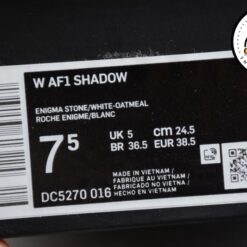 W AF1 SHADOW
ENIGMA STONE/WHITE-OATMEAL
ROCHE ENIGME/BLANC
7 5
UK 5 cm 24.5
BR 36.5 EUR 38.5
MADE IN VIETNAM
FABRIQUÉ AU VIETNAM
FABRICADO NO VIETNÃ
HECHO EN VIETNAM
DC5270 016